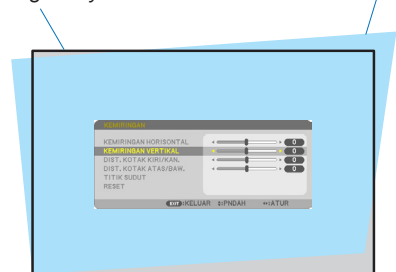 KEMIRINGAN
KEMIRINGAN HORISONTAL 0
KEMIRINGAN VERTIKAL 0
DIST. KOTAK KIRI/KAN. 0
DIST. KOTAK ATAS/BAW. 0
TITIK SUDUT
RESET
EXIT :KELUAR ↕:PNDAH ↔:ATUR